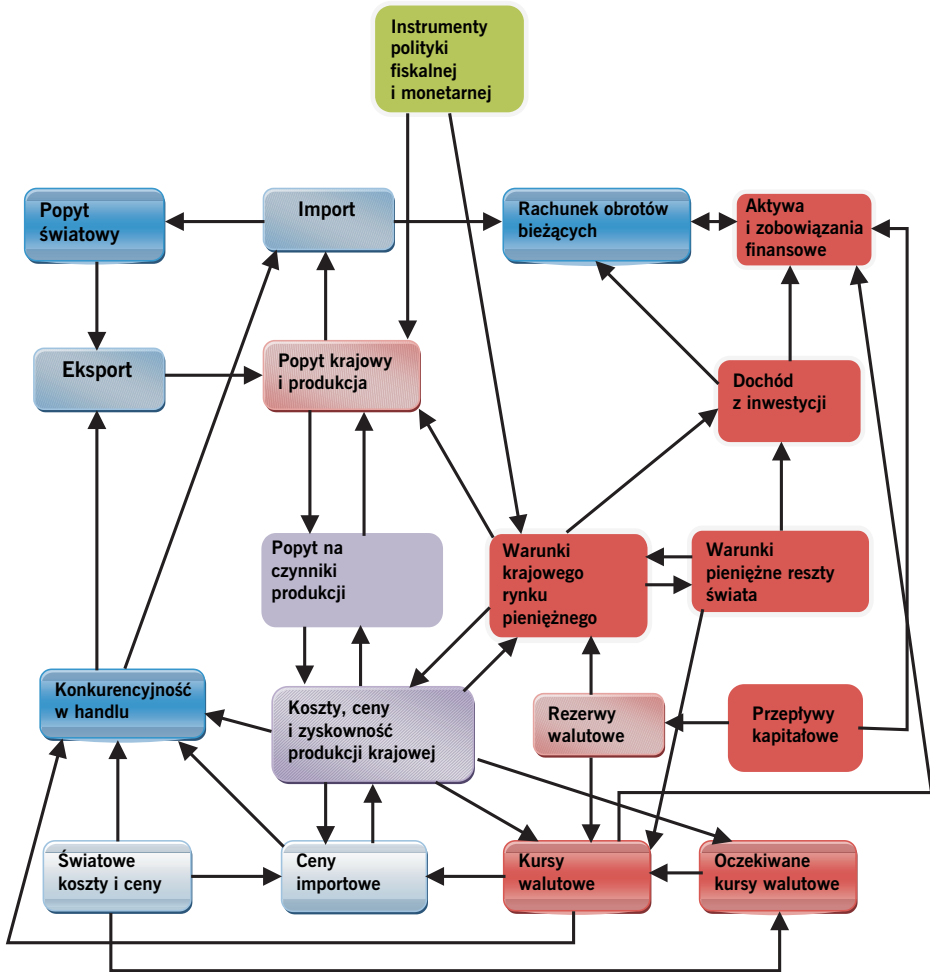 Instrumenty
polityki
fiskalnej
i monetarnej
Popyt
światowy
Import
Rachunek obrotów
bieżących
Aktywa
i zobowiązania
finansowe
Eksport
Popyt krajowy
i produkcja
Dochód
z inwestycji
Popyt na
czynniki
produkcji
Warunki
krajowego
rynku
pieniężnego
Warunki
pieniężne reszty
świata
Konkurencyjność
w handlu
Koszty, ceny
i zyskowność
produkcji krajowej
Rezerwy
walutowe
Przepływy
kapitałowe
Światowe
koszty i ceny
Ceny
importowe
Kursy
walutowe
Oczekiwane
kursy walutowe